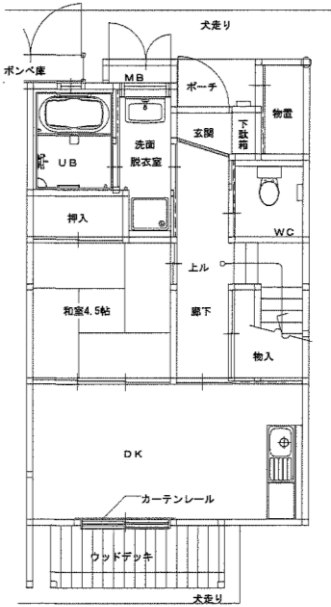 犬走り
ボンベ庫
MB
ポーチ
物置
玄関
下駄箱
洗面
脱衣室
UB
押入
WC
上ル
和室4.5帖
廊下
物入
DK
カーテンレール
ウッドデッキ
犬走り